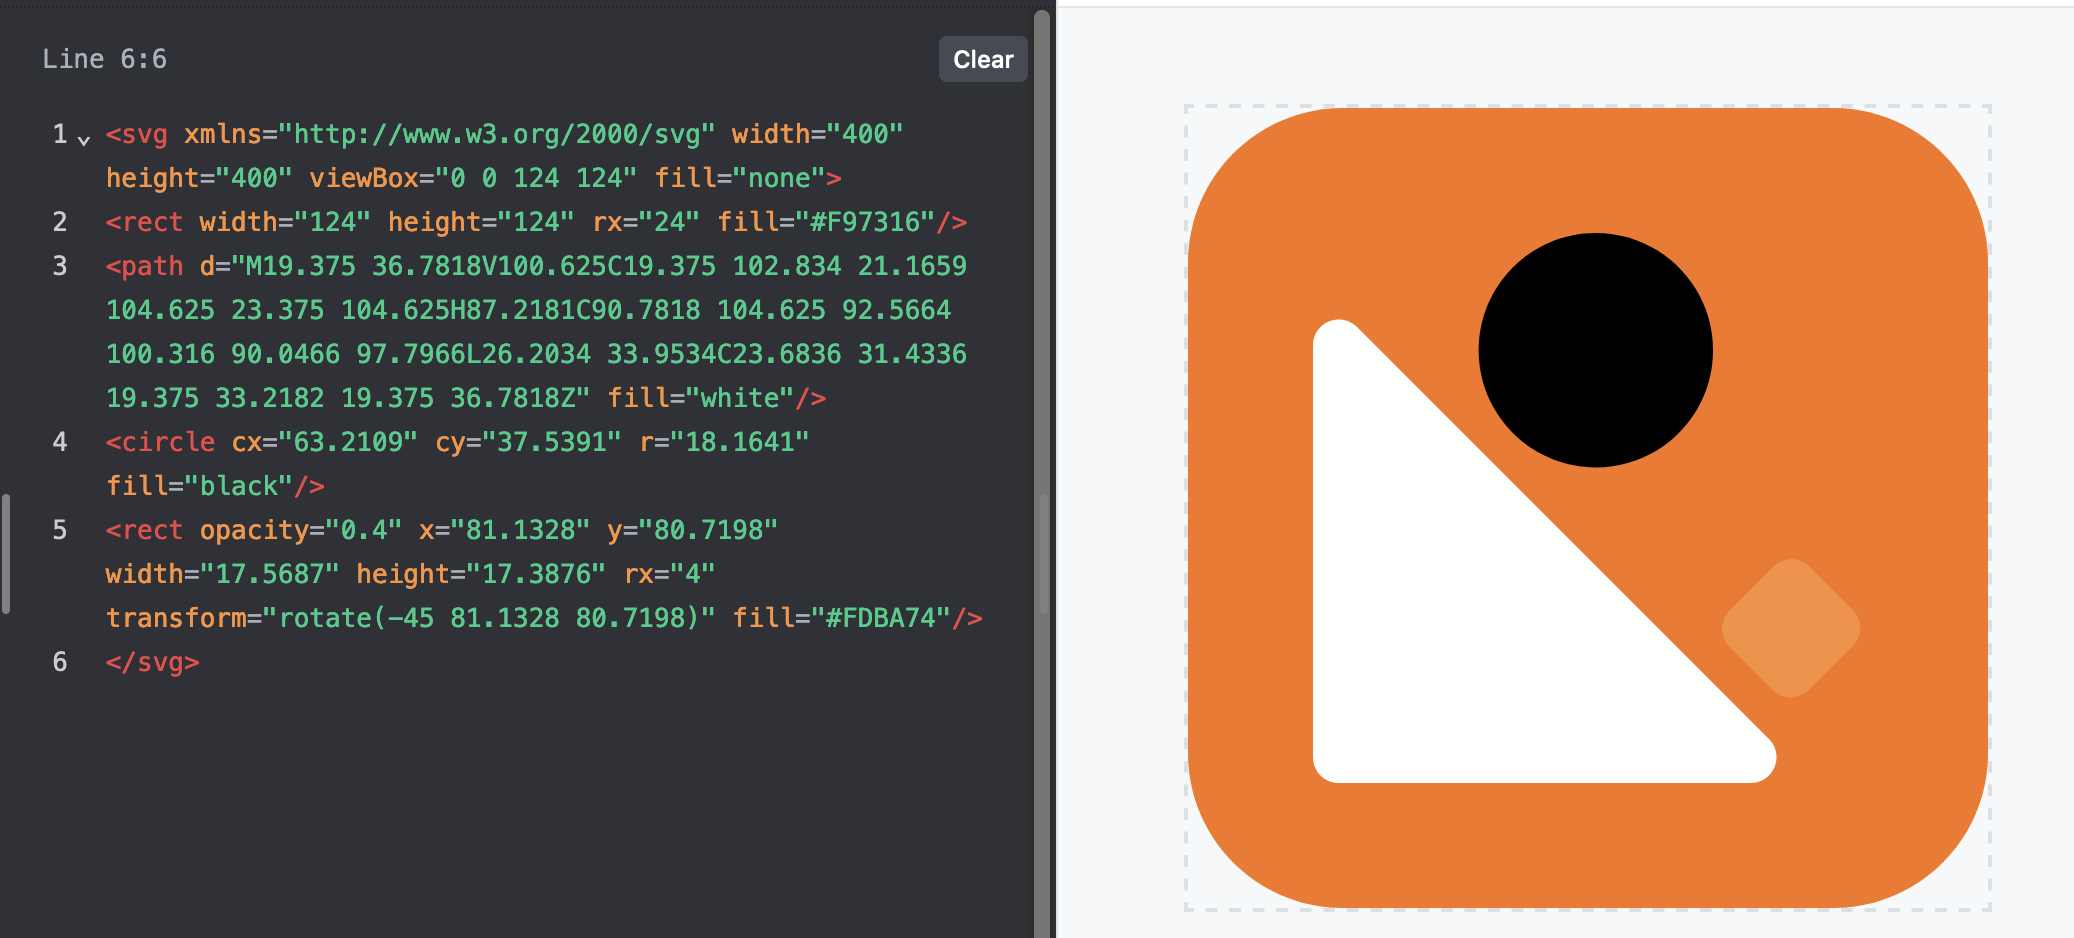 Line 6:6
Clear
1 <svg xmlns="http://www.w3.org/2000/svg" width="400"
height="400" viewBox="0 0 124 124" fill="none">
2 <rect width="124" height="124" rx="24" fill="#F97316"/>
3 <path d="M19.375 36.7818V100.625C19.375 102.834 21.1659
104.625 23.375 104.625H87.2181C90.7818 104.625 92.5664
100.316 90.0466 97.7966L26.2034 33.9534C23.6836 31.4336
19.375 33.2182 19.375 36.7818Z" fill="white"/>
4 <circle cx="63.2109" cy="37.5391" r="18.1641"
fill="black"/>
5 <rect opacity="0.4" x="81.1328" y="80.7198"
width="17.5687" height="17.3876" rx="4"
transform="rotate(-45 81.1328 80.7198)" fill="#FDBA74"/>
6 </svg>